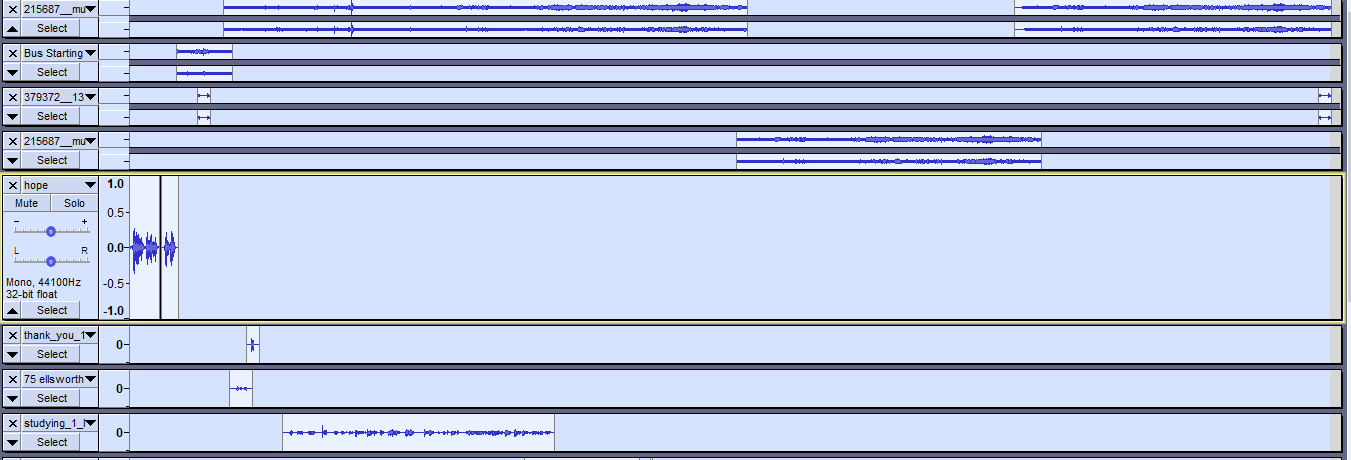 215687__mu
Select
Bus Starting
Select
379372__13
Select
215687__mu
Select
hope
Mute Solo
- +
L R
Mono, 44100Hz
32-bit float
Select
1.0
0.5
0.0
-0.5
-1.0
thank_you_1
Select
0
75 ellsworth
Select
0
studying_1_l
Select
0